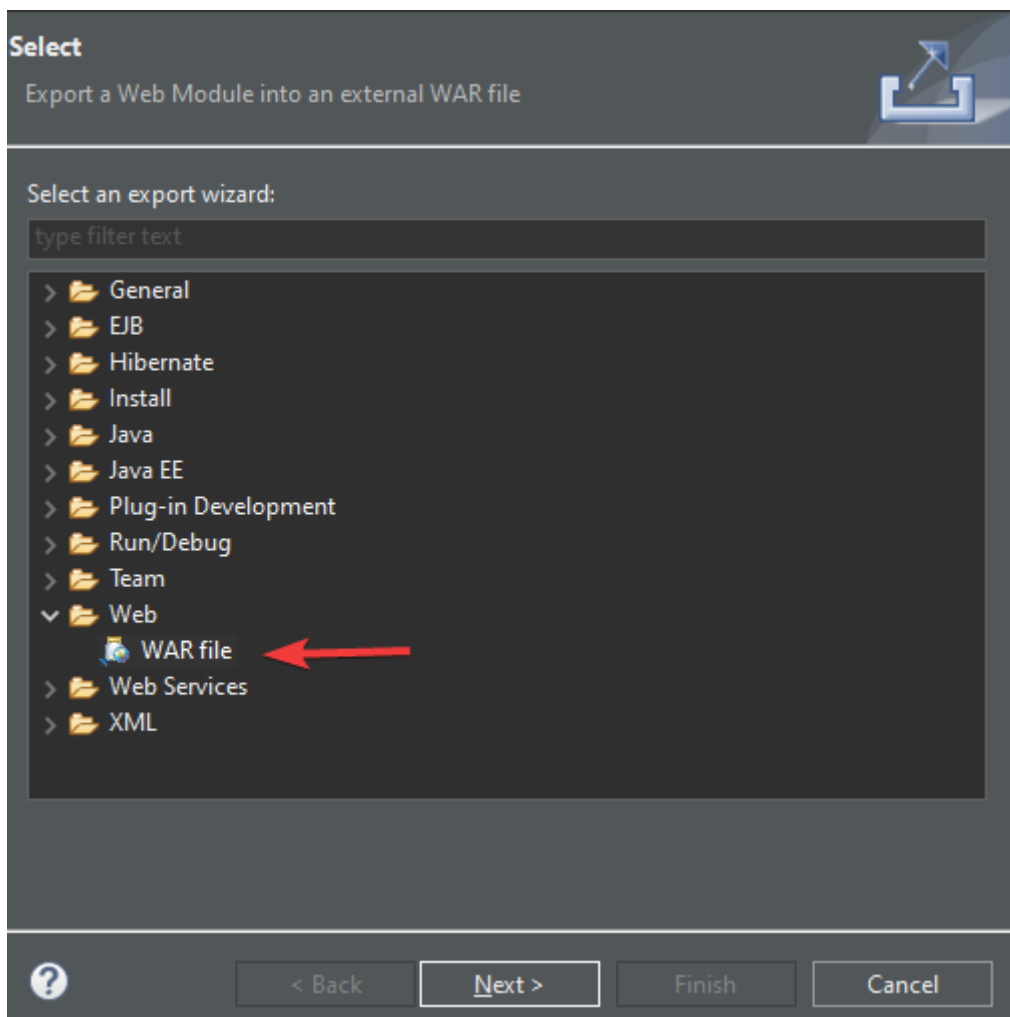 Select
Export a Web Module into an external WAR file
Select an export wizard:
type filter text
General
EJB
Hibernate
Install
Java
Java EE
Plug-in Development
Run/Debug
Team
Web
WAR file
Web Services
XML
? < Back Next > Finish Cancel